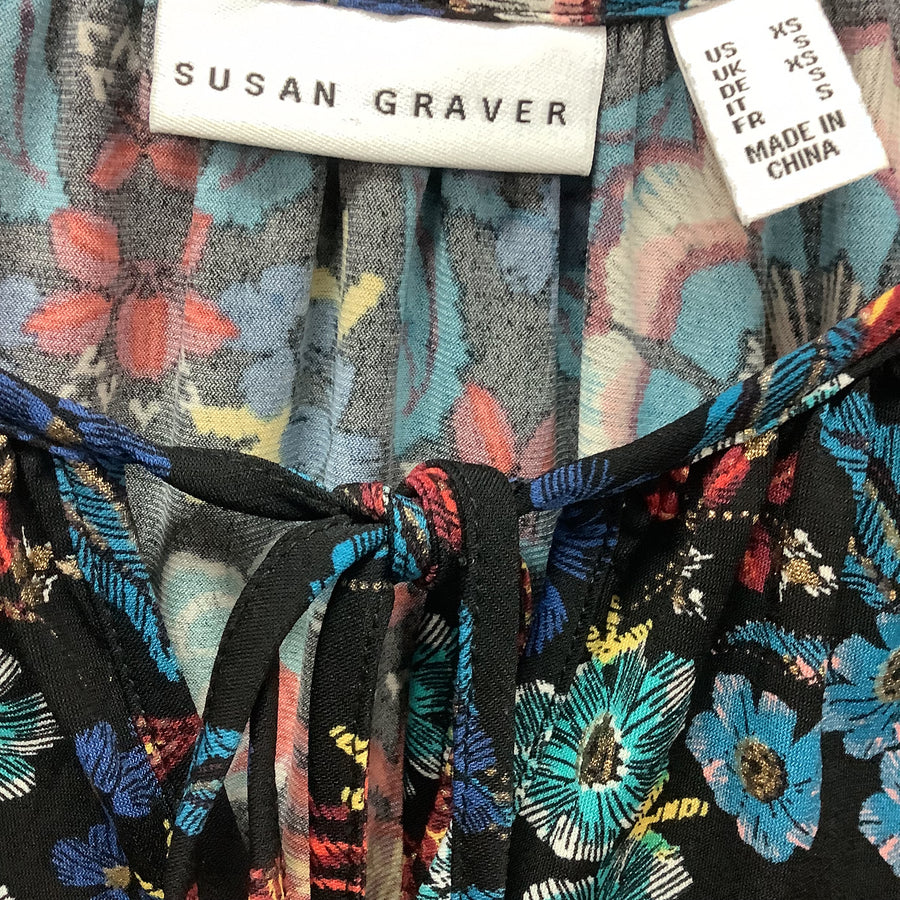 SUSAN GRAVER
US XS
UK S
DE XS
IT S
FR S
MADE IN
CHINA